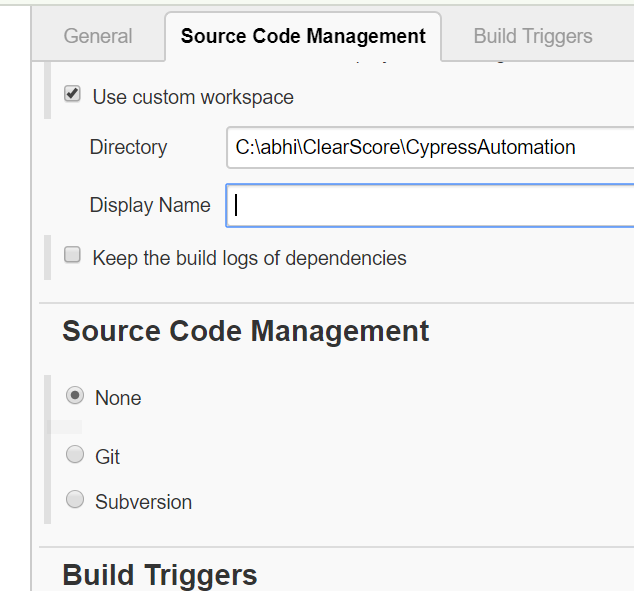 General Source Code Management Build Triggers
Use custom workspace
Directory C:\abhi\ClearScore\CypressAutomation
Display Name
Keep the build logs of dependencies
Source Code Management
None
Git
Subversion
Build Triggers